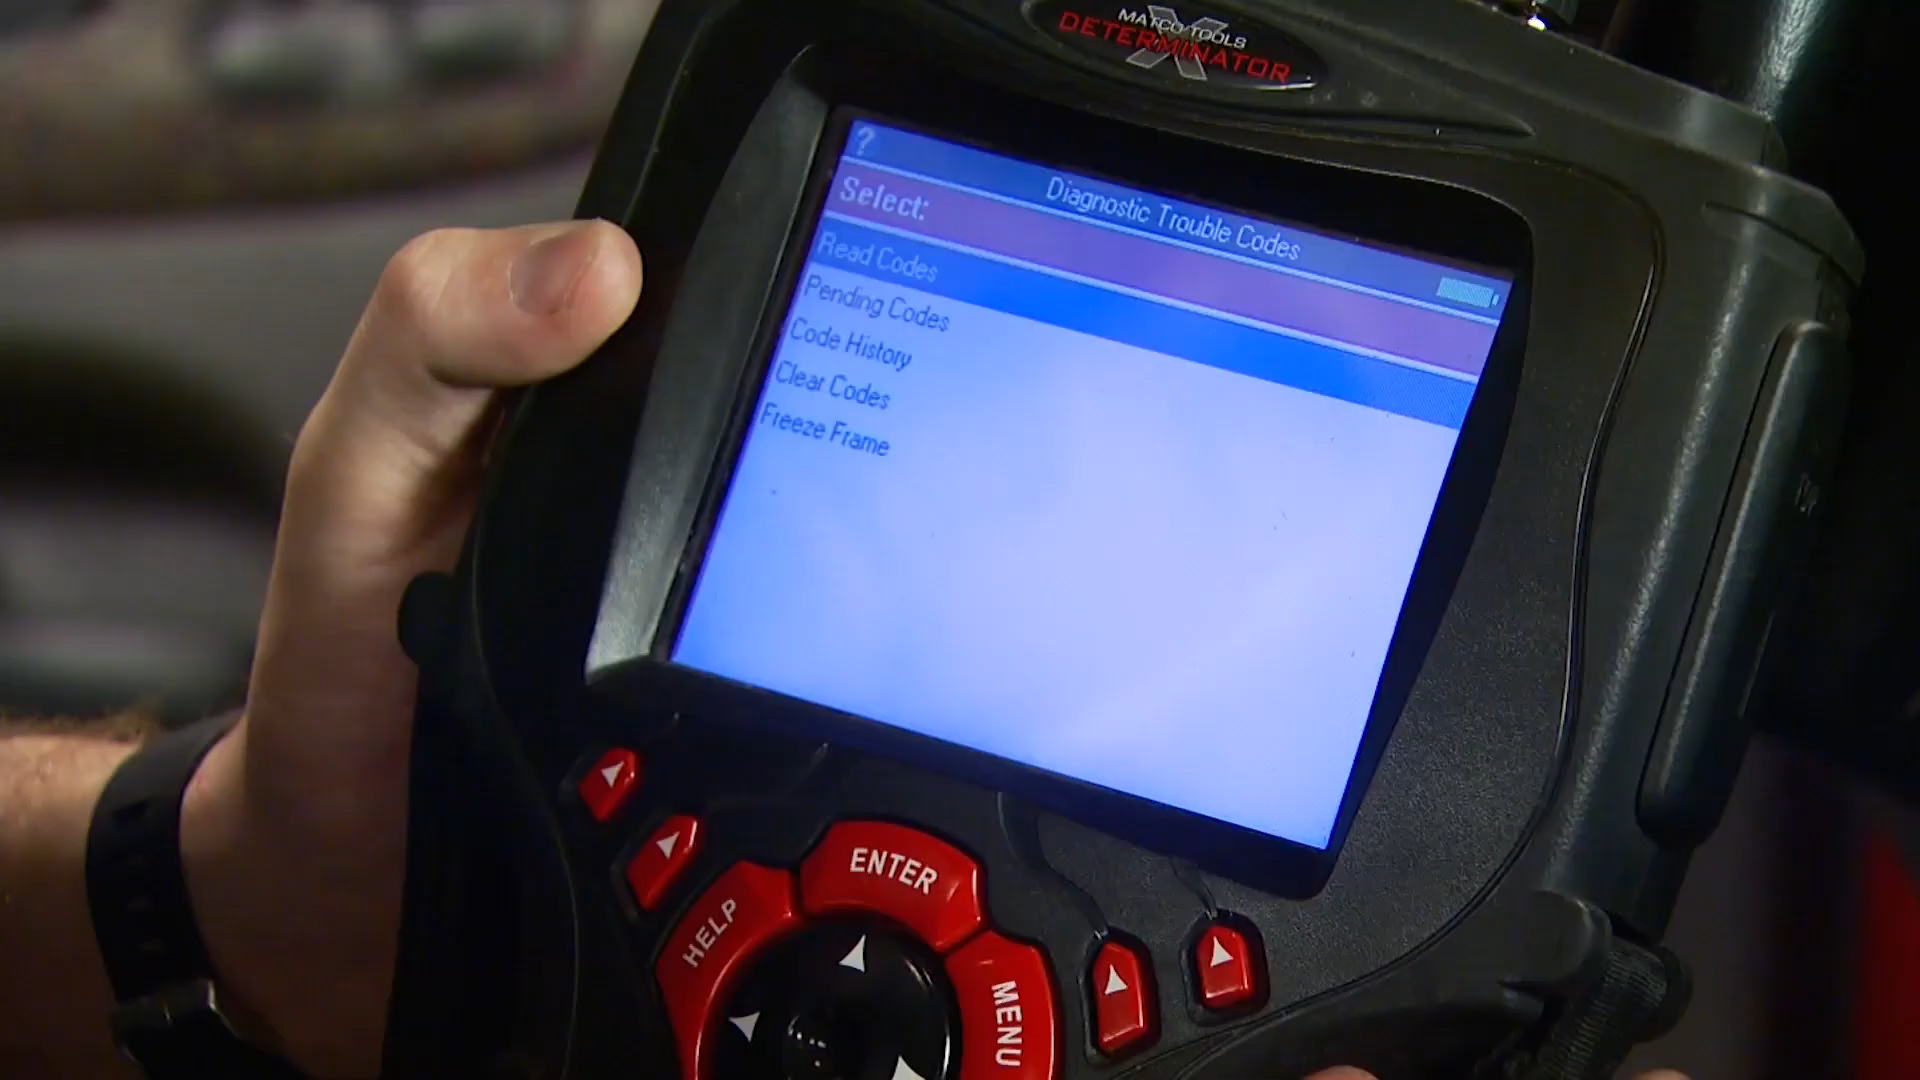 MATCO TOOLS
DETERMINATOR
?
Diagnostic Trouble Codes
Select:
Read Codes
Pending Codes
Code History
Clear Codes
Freeze Frame
ENTER
HELP
MENU